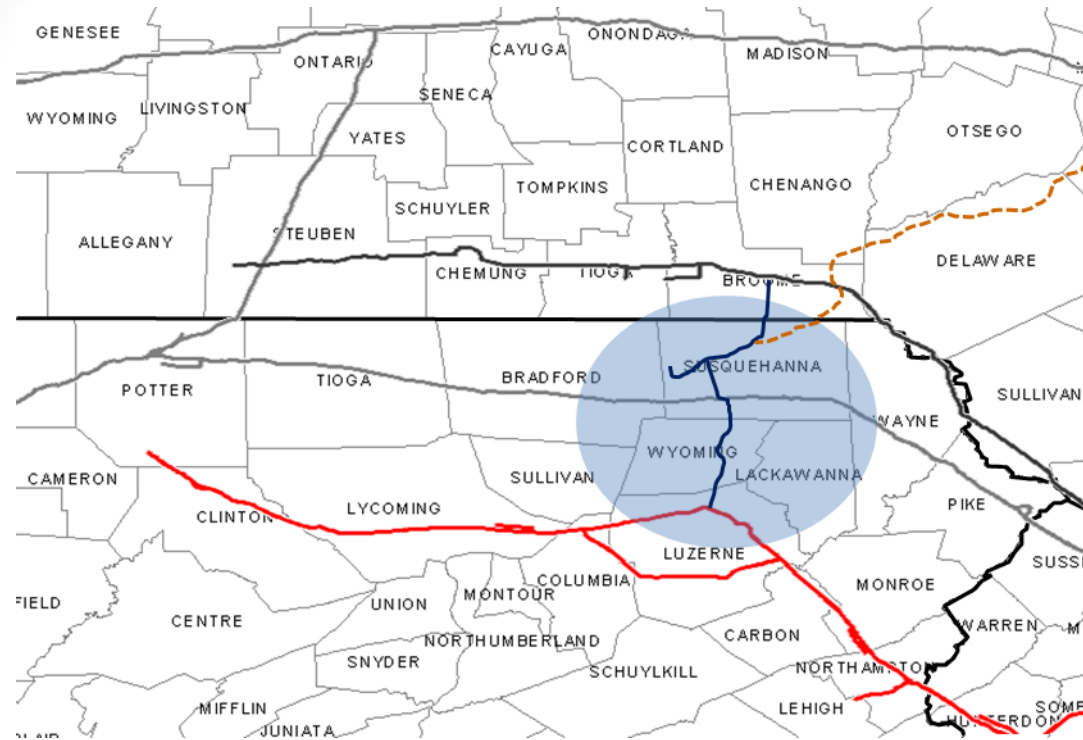 GENESEE
ONTARIO
CAYUGA
ONONDAGA
MADISON
WYOMING
LIVINGSTON
SENECA
YATES
CORTLAND
OTSEGO
TOMPKINS
CHENANGO
SCHUYLER
ALLEGANY
STEUBEN
CHEMUNG
TIOGA
BROOME
DELAWARE
POTTER
TIOGA
BRADFORD
SUSQUEHANNA
SULLIVAN
WAYNE
CAMERON
SULLIVAN
WYOMING
LACKAWANNA
CLINTON
LYCOMING
PIKE
LUZERNE
SUSS
FIELD
CENTRE
UNION
MONTOUR
COLUMBIA
MONROE
WARREN
M
NORTHUMBERLAND
CARBON
SNYDER
SCHUYLKILL
NORTHAMPTON
MIFFLIN
JUNIATA
LEHIGH
HUNTERDON
SOME